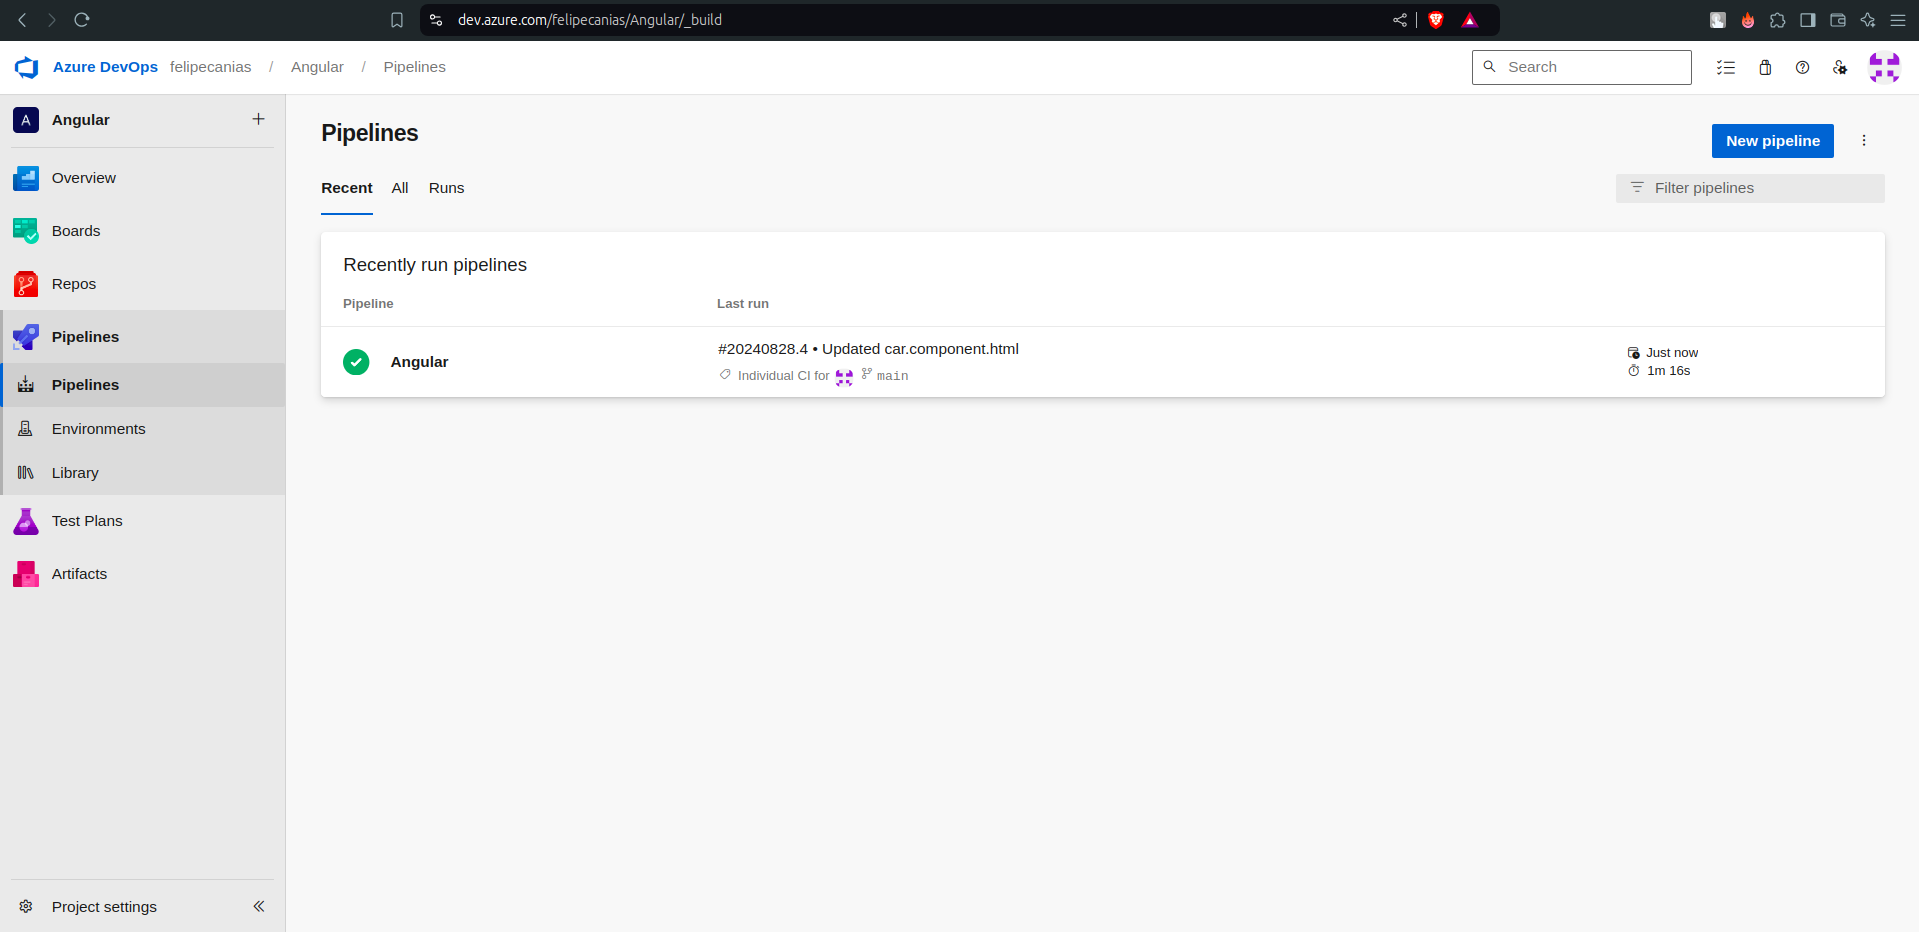 dev.azure.com/felipecanias/Angular/_build
Azure DevOps felipecanias / Angular / Pipelines
Search
A Angular
Overview
Boards
Repos
Pipelines
Pipelines
Environments
Library
Test Plans
Artifacts
Project settings
Pipelines
New pipeline
Recent All Runs
Filter pipelines
Recently run pipelines
Pipeline Last run
Angular
#20240828.4 • Updated car.component.html
Individual CI for main
Just now
1m 16s